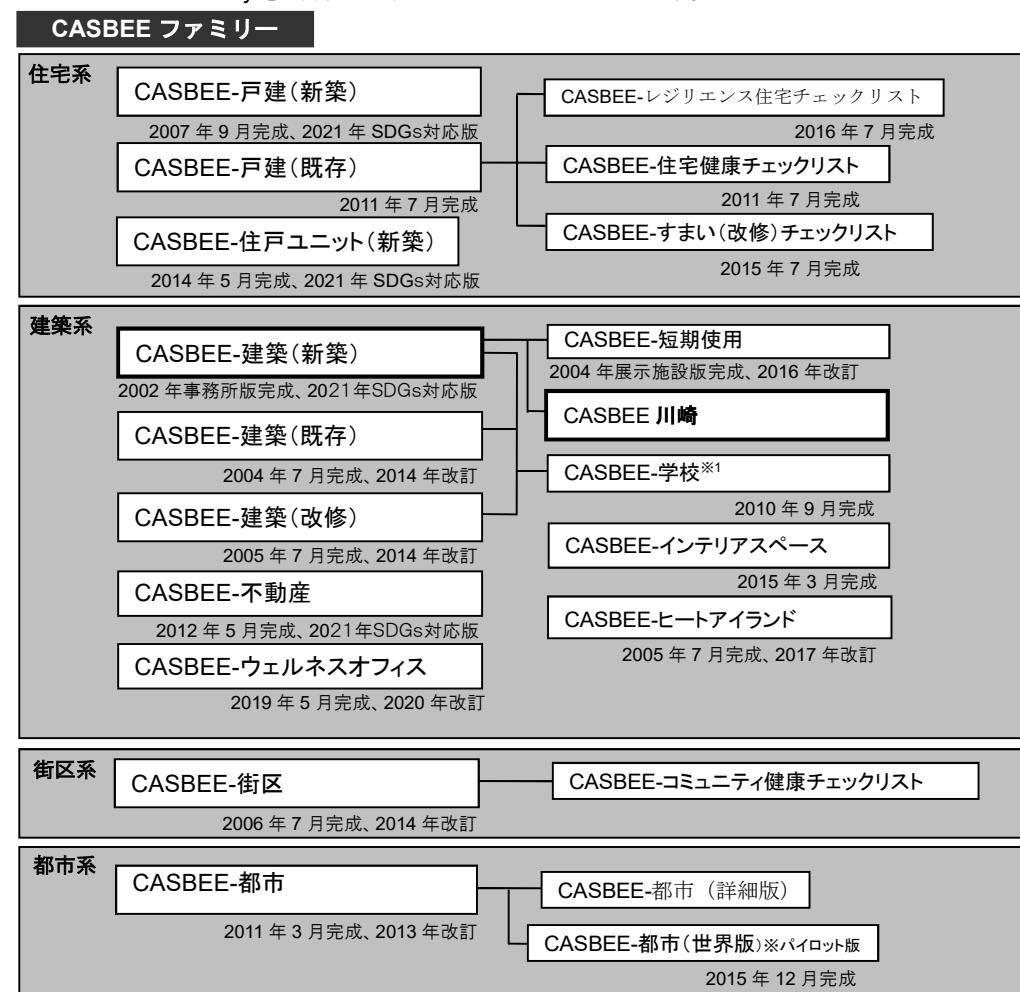 CASBEE ファミリー
住宅系
CASBEE-戸建(新築)
2007 年 9 月完成、2021 年 SDGs対応版
CASBEE-戸建(既存)
2011 年 7 月完成
CASBEE-住戸ユニット(新築)
2014 年 5 月完成、2021 年 SDGs対応版
CASBEE-レジリエンス住宅チェックリスト
2016 年 7 月完成
CASBEE-住宅健康チェックリスト
2011 年 7 月完成
CASBEE-すまい(改修)チェックリスト
2015 年 7 月完成
建築系
CASBEE-建築(新築)
2002 年事務所版完成、2021年SDGs対応版
CASBEE-建築(既存)
2004 年 7 月完成、2014 年改訂
CASBEE-建築(改修)
2005 年 7 月完成、2014 年改訂
CASBEE-不動産
2012 年 5 月完成、2021年SDGs対応版
CASBEE-ウェルネスオフィス
2019 年 5 月完成、2020 年改訂
CASBEE-短期使用
2004 年展示施設版完成、2016 年改訂
CASBEE 川崎
CASBEE-学校※1
2010 年 9 月完成
CASBEE-インテリアスペース
2015 年 3 月完成
CASBEE-ヒートアイランド
2005 年 7 月完成、2017 年改訂
街区系
CASBEE-街区
2006 年 7 月完成、2014 年改訂
CASBEE-コミュニティ健康チェックリスト
都市系
CASBEE-都市
2011 年 3 月完成、2013 年改訂
CASBEE-都市(詳細版)
CASBEE-都市(世界版)※パイロット版
2015 年 12 月完成